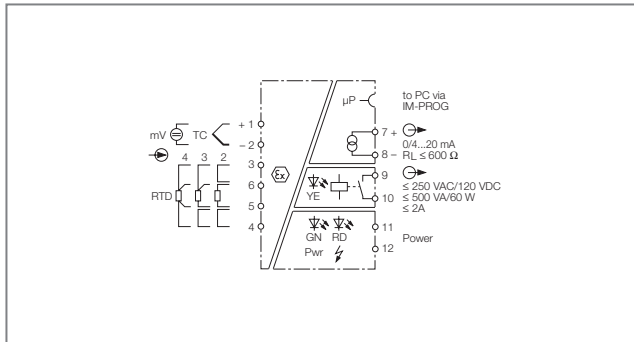 µP
to PC via
IM-PROG
mV
TC
+ 1
− 2
7 +
0/4...20 mA
8 −
RL ≤ 600 Ω
4 3 2
3
Ex
9
≤ 250 VAC/120 VDC
RTD
6
YE
≤ 500 VA/60 W
5
10
≤ 2A
4
GN RD
11
Power
Pwr
12